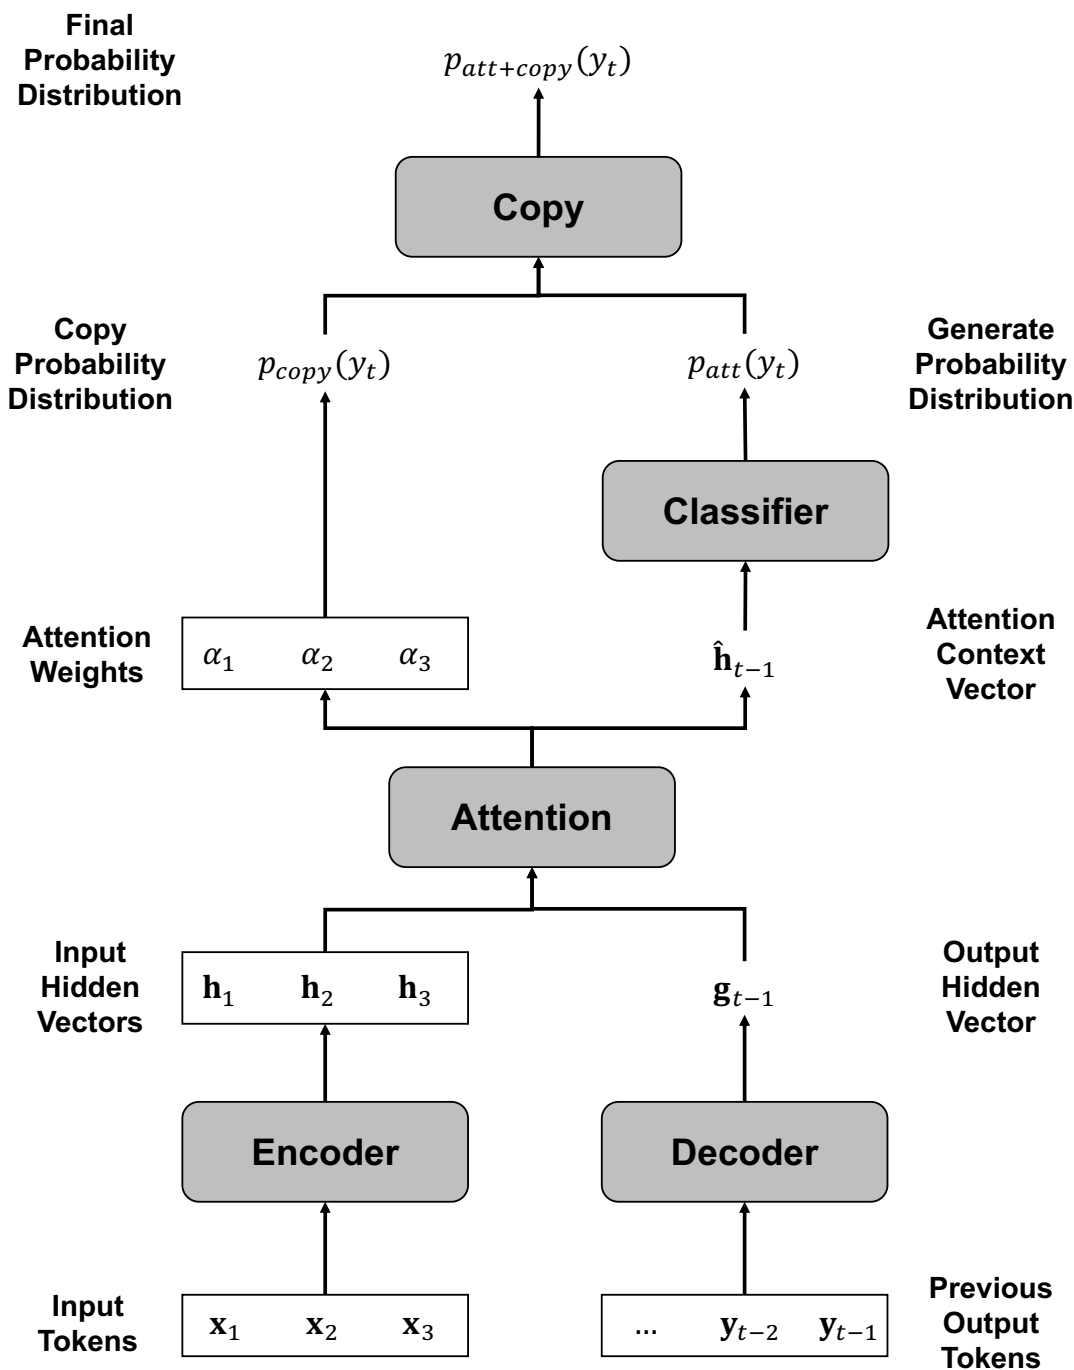 Final
Probability
Distribution
p_{att+copy}(y_t)
Copy
Copy
Probability
Distribution
p_{copy}(y_t)
p_{att}(y_t)
Generate
Probability
Distribution
Classifier
Attention
Weights
α_1 α_2 α_3
ĥ_{t−1}
Attention
Context
Vector
Attention
Input
Hidden
Vectors
h_1 h_2 h_3
g_{t−1}
Output
Hidden
Vector
Encoder
Decoder
Input
Tokens
x_1 x_2 x_3
... y_{t−2} y_{t−1}
Previous
Output
Tokens